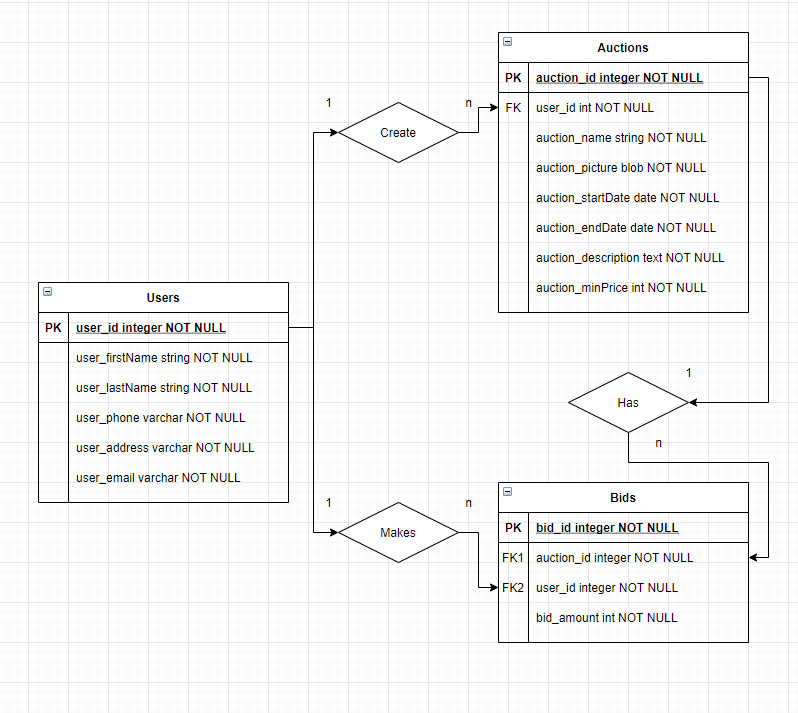 Auctions
PK auction_id integer NOT NULL
FK user_id int NOT NULL
auction_name string NOT NULL
auction_picture blob NOT NULL
auction_startDate date NOT NULL
auction_endDate date NOT NULL
auction_description text NOT NULL
auction_minPrice int NOT NULL
1
Create
n
Users
PK user_id integer NOT NULL
user_firstName string NOT NULL
user_lastName string NOT NULL
user_phone varchar NOT NULL
user_address varchar NOT NULL
user_email varchar NOT NULL
1
Has
n
1
Makes
n
Bids
PK bid_id integer NOT NULL
FK1 auction_id integer NOT NULL
FK2 user_id integer NOT NULL
bid_amount int NOT NULL